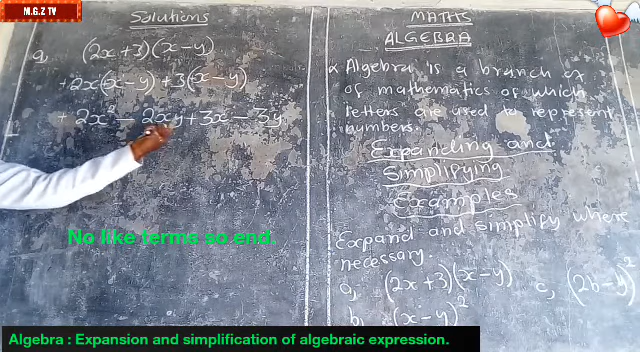 M.G.Z TV
Solutions
a, (2x+3)(x-y)
+2x(x-y)+3(x-y)
+ 2x² - 2xy+3x-3y
No like terms so end.
MATHS
ALGEBRA
* Algebra is a branch of
of mathematics of which
letters are used to represent
numbers.
Expanding and
Simplifying
Examples
Expand and simplify where
necessary.
a, (2x+3)(x-y) c, (2b-y)²
b, (x-y)²
Algebra : Expansion and simplification of algebraic expression.